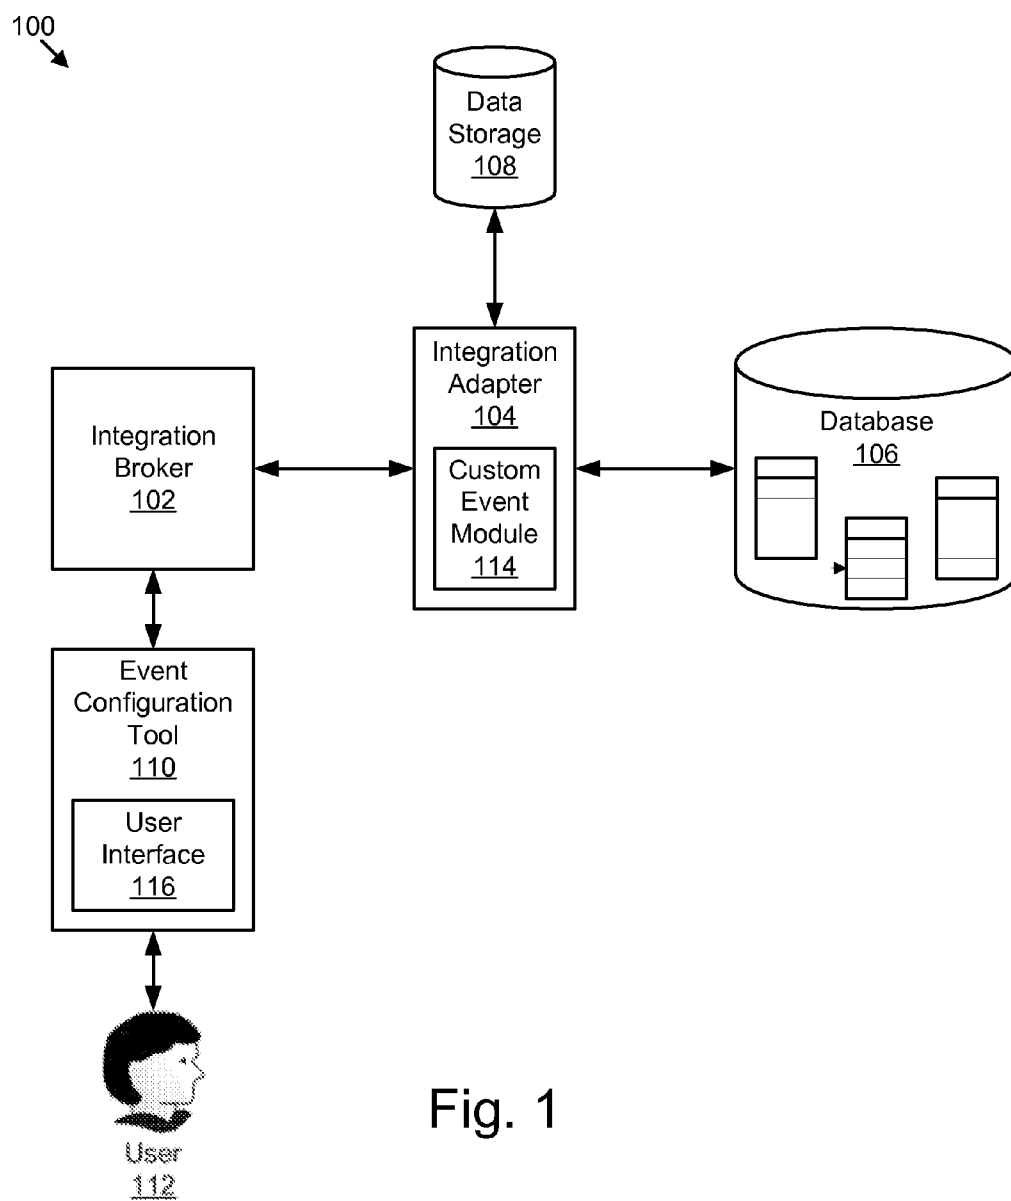 100
Data
Storage
108
Integration
Adapter
104
Custom
Event
Module
114
Database
106
Integration
Broker
102
Event
Configuration
Tool
110
User
Interface
116
User
112
Fig. 1